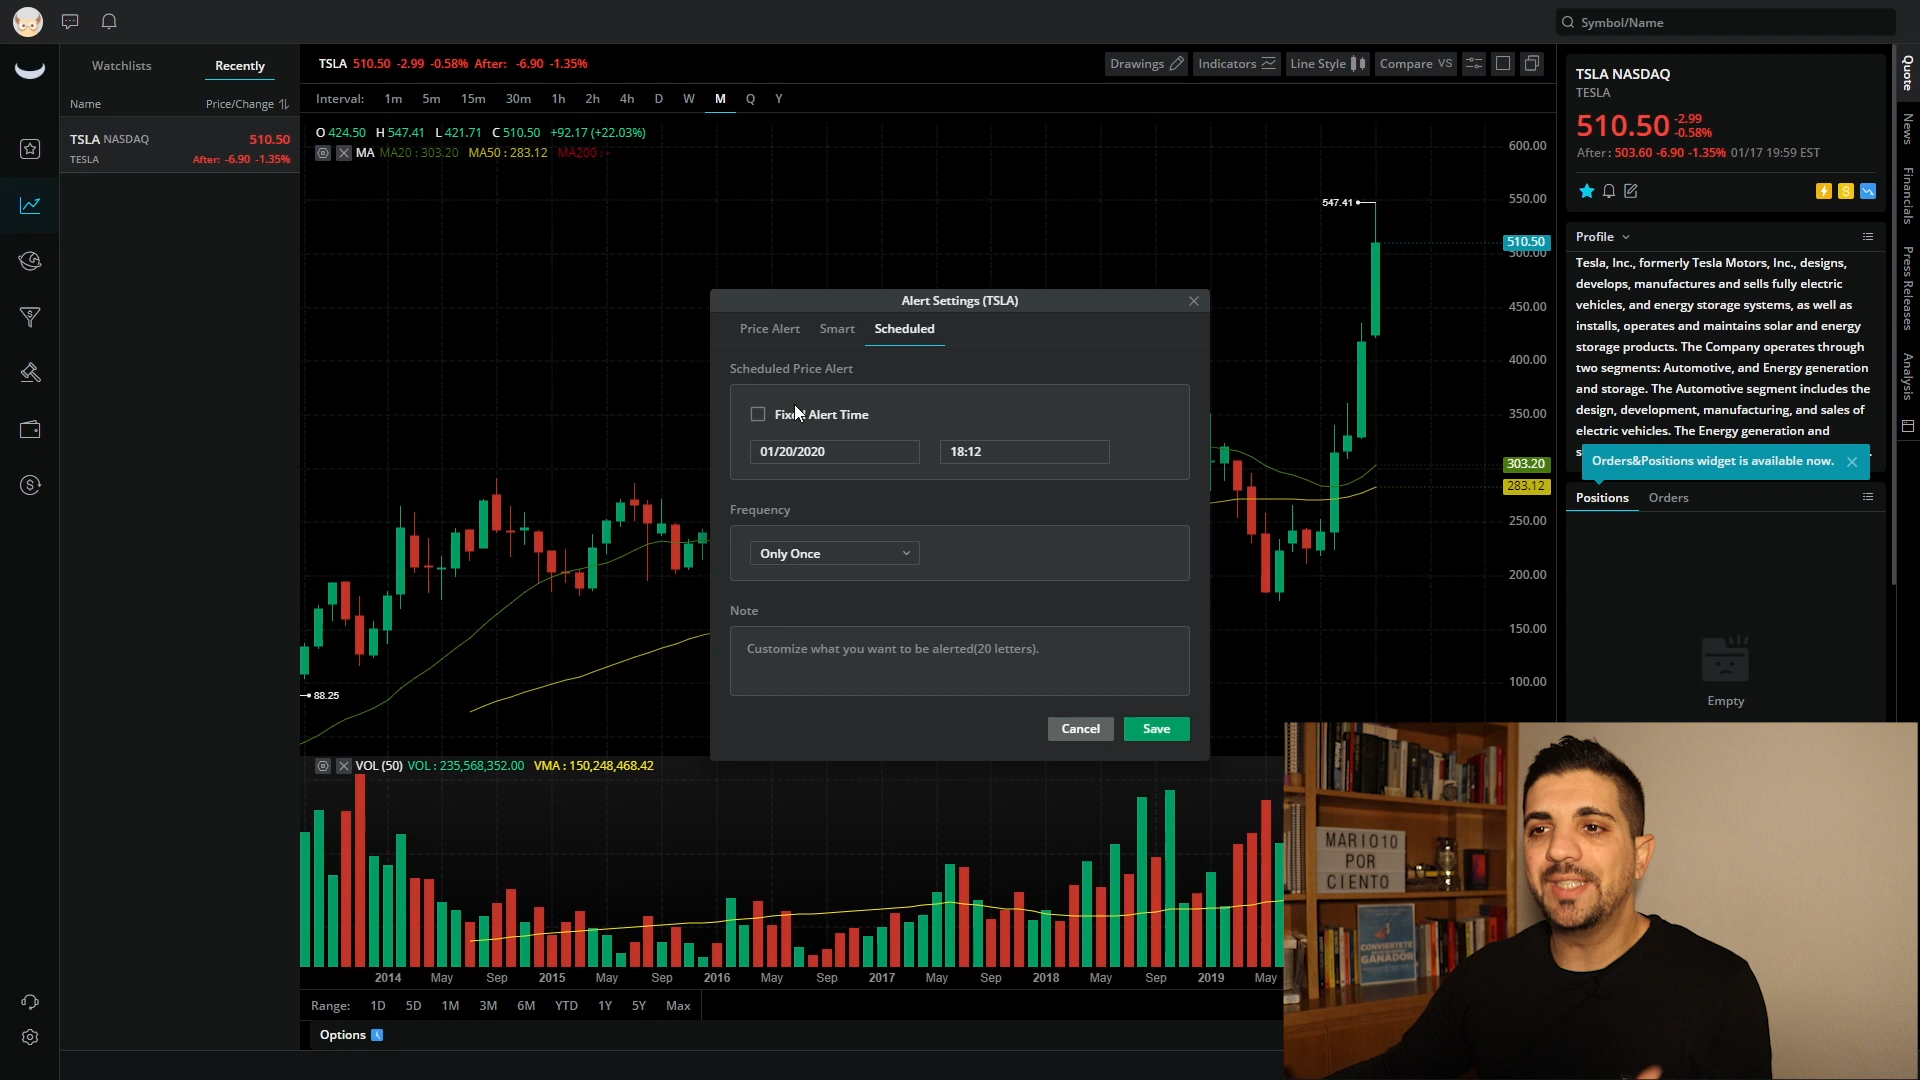 Symbol/Name
Watchlists Recently
Name Price/Change
TSLA NASDAQ 510.50
TESLA After: -6.90 -1.35%
TSLA 510.50 -2.99 -0.58% After: -6.90 -1.35%
Drawings Indicators Line Style Compare VS
Interval: 1m 5m 15m 30m 1h 2h 4h D W M Q Y
O 424.50 H 547.41 L 421.71 C 510.50 +92.17 (+22.03%)
MA MA20 : 303.20 MA50 : 283.12 MA200 : -
600.00
550.00
547.41
510.50
500.00
450.00
400.00
350.00
303.20
283.12
250.00
200.00
150.00
100.00
88.25
Alert Settings (TSLA)
Price Alert Smart Scheduled
Scheduled Price Alert
Fixed Alert Time
01/20/2020 18:12
Frequency
Only Once
Note
Customize what you want to be alerted(20 letters).
Cancel Save
VOL (50) VOL : 235,568,352.00 VMA : 150,248,468.42
2014 May Sep 2015 May Sep 2016 May Sep 2017 May Sep 2018 May Sep 2019 May
Range: 1D 5D 1M 3M 6M YTD 1Y 5Y Max
Options
TSLA NASDAQ
TESLA
510.50 -2.99
-0.58%
After: 503.60 -6.90 -1.35% 01/17 19:59 EST
Profile
Tesla, Inc., formerly Tesla Motors, Inc., designs,
develops, manufactures and sells fully electric
vehicles, and energy storage systems, as well as
installs, operates and maintains solar and energy
storage products. The Company operates through
two segments: Automotive, and Energy generation
and storage. The Automotive segment includes the
design, development, manufacturing, and sales of
electric vehicles. The Energy generation and
Orders&Positions widget is available now.
Positions Orders
Empty
Quote
News
Financials
Press Releases
Analysis
MARIO10
POR
CIENTO
CONVIERTETE
GANADOR